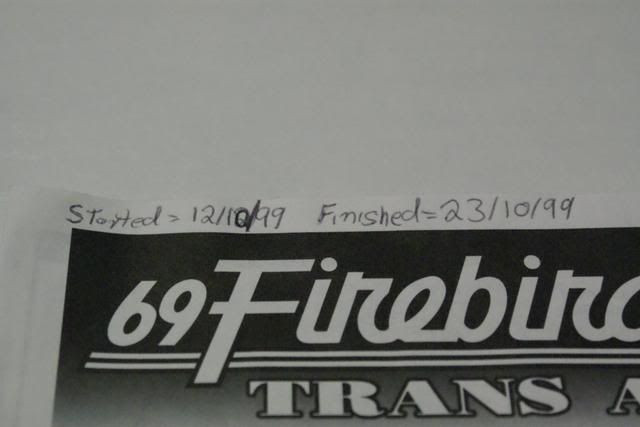 Started = 12/10/99 Finished = 23/10/99
69 Firebird
TRANS A